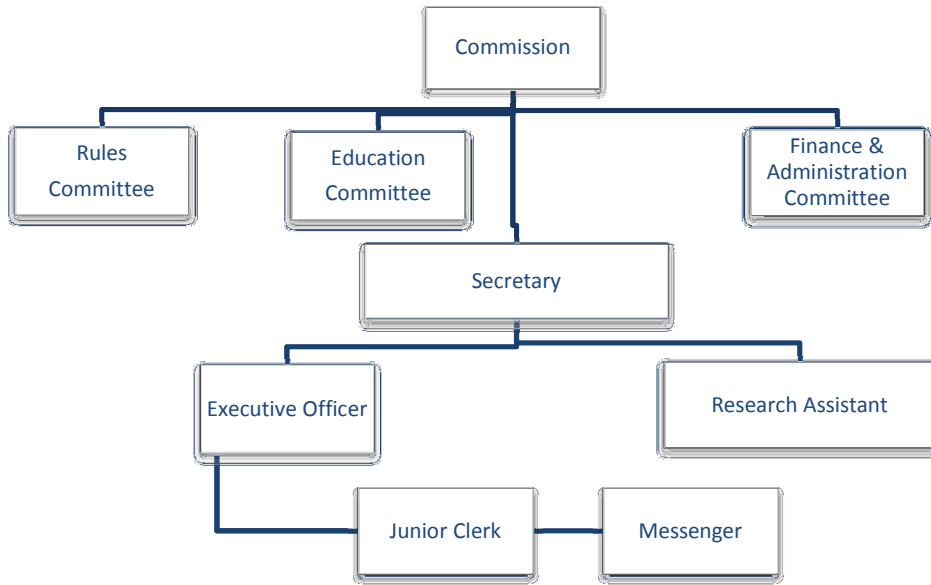 Commission
Rules
Committee
Education
Committee
Finance &
Administration
Committee
Secretary
Executive Officer
Research Assistant
Junior Clerk
Messenger